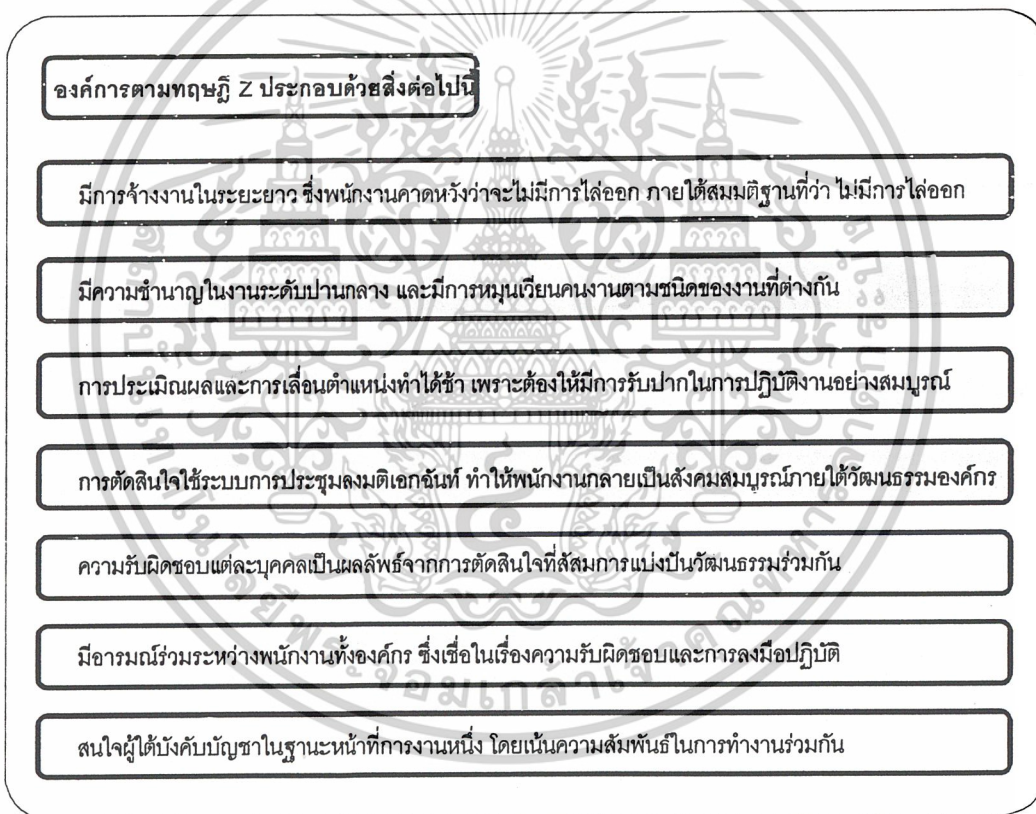 องค์การตามทฤษฎี Z ประกอบด้วยสิ่งต่อไปนี้
มีการจ้างงานในระยะยาว ซึ่งพนักงานคาดหวังว่าจะไม่มีการไล่ออก ภายใต้สมมติฐานที่ว่า ไม่มีการไล่ออก
มีความชำนาญในงานระดับปานกลาง และมีการหมุนเวียนคนงานตามชนิดของงานที่ต่างกัน
การประเมิณผลและการเลื่อนตำแหน่งทำได้ช้า เพราะต้องให้มีการรับปากในการปฏิบัติงานอย่างสมบูรณ์
การตัดสินใจใช้ระบบการประชุมลงมติเอกฉันท์ ทำให้พนักงานกลายเป็นสังคมสมบูรณ์ภายใต้วัฒนธรรมองค์กร
ความรับผิดชอบแต่ละบุคคลเป็นผลลัพธ์จากการตัดสินใจที่สัสมการแบ่งปันวัฒนธรรมร่วมกัน
มีอารมณ์ร่วมระหว่างพนักงานทั้งองค์กร ซึ่งเชื่อในเรื่องความรับผิดชอบและการลงมือปฏิบัติ
สนใจผู้ใต้บังคับบัญชาในฐานะหน้าที่การงานหนึ่ง โดยเน้นความสัมพันธ์ในการทำงานร่วมกัน